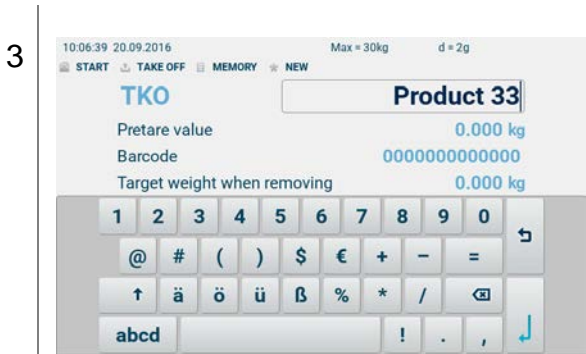 3
10:06:39 20.09.2016 Max = 30kg d = 2g
START TAKE OFF MEMORY NEW
TKO Product 33
Pretare value 0.000 kg
Barcode 0000000000000
Target weight when removing 0.000 kg
1 2 3 4 5 6 7 8 9 0
@ # ( ) $ € + − =
↑ ä ö ü ß % * /
abcd ! . ,